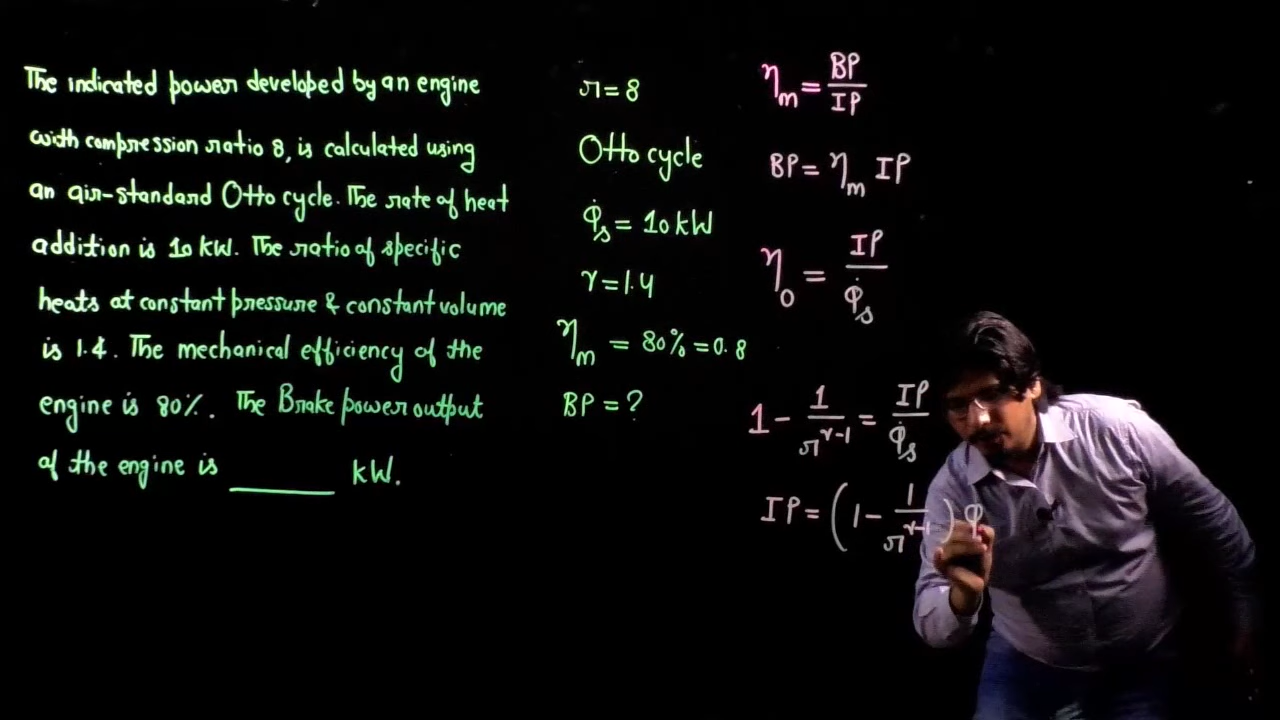 The indicated power developed by an engine
with compression ratio 8, is calculated using
an air-standard Otto cycle. The rate of heat
addition is 10 kW. The ratio of specific
heats at constant pressure & constant volume
is 1.4. The mechanical efficiency of the
engine is 80%. The Brake power output
of the engine is ______ kW.
r = 8
Otto cycle
Q̇s = 10 kW
γ = 1.4
ηm = 80% = 0.8
BP = ?
ηm = BP/IP
BP = ηm IP
η0 = IP/Q̇s
1 - 1/r^(γ-1) = IP/Q̇s
IP = (1 - 1/r^(γ-1)) Q